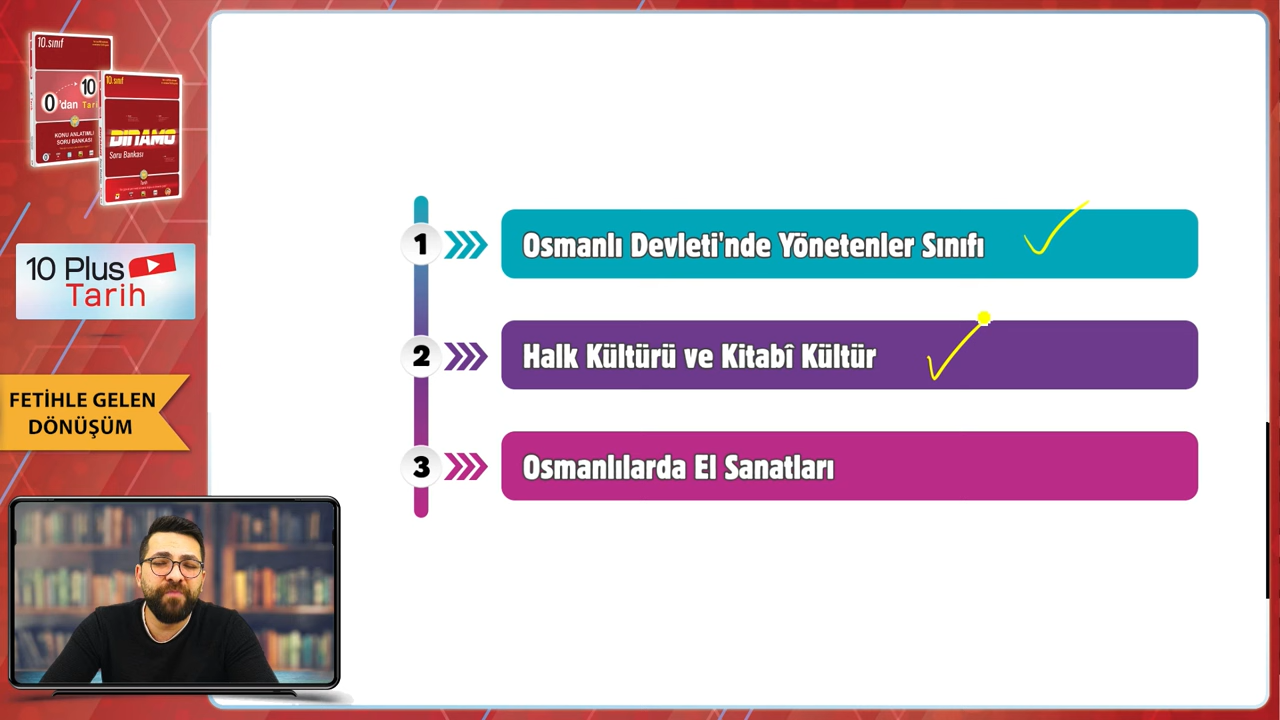 10.sınıf
0'dan 10
Tari
KONU ANLATIMLI
SORU BANKASI
10.sınıf
DİNAMO
Soru Bankası
Tarih
10 Plus
Tarih
FETİHLE GELEN
DÖNÜŞÜM
1 Osmanlı Devleti'nde Yönetenler Sınıfı
2 Halk Kültürü ve Kitabî Kültür
3 Osmanlılarda El Sanatları